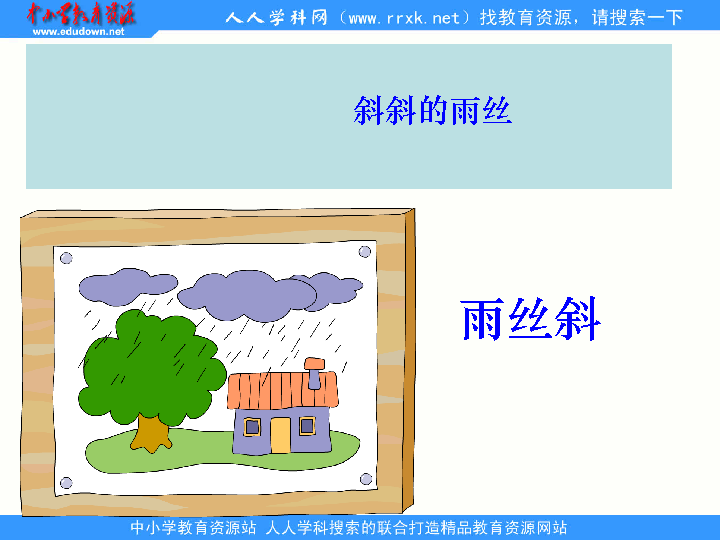 中小学教育资源
www.edudown.net
人人学科网（www.rrxk.net）找教育资源，请搜索一下
斜斜的雨丝
雨丝斜
中小学教育资源站 人人学科搜索的联合打造精品教育资源网站